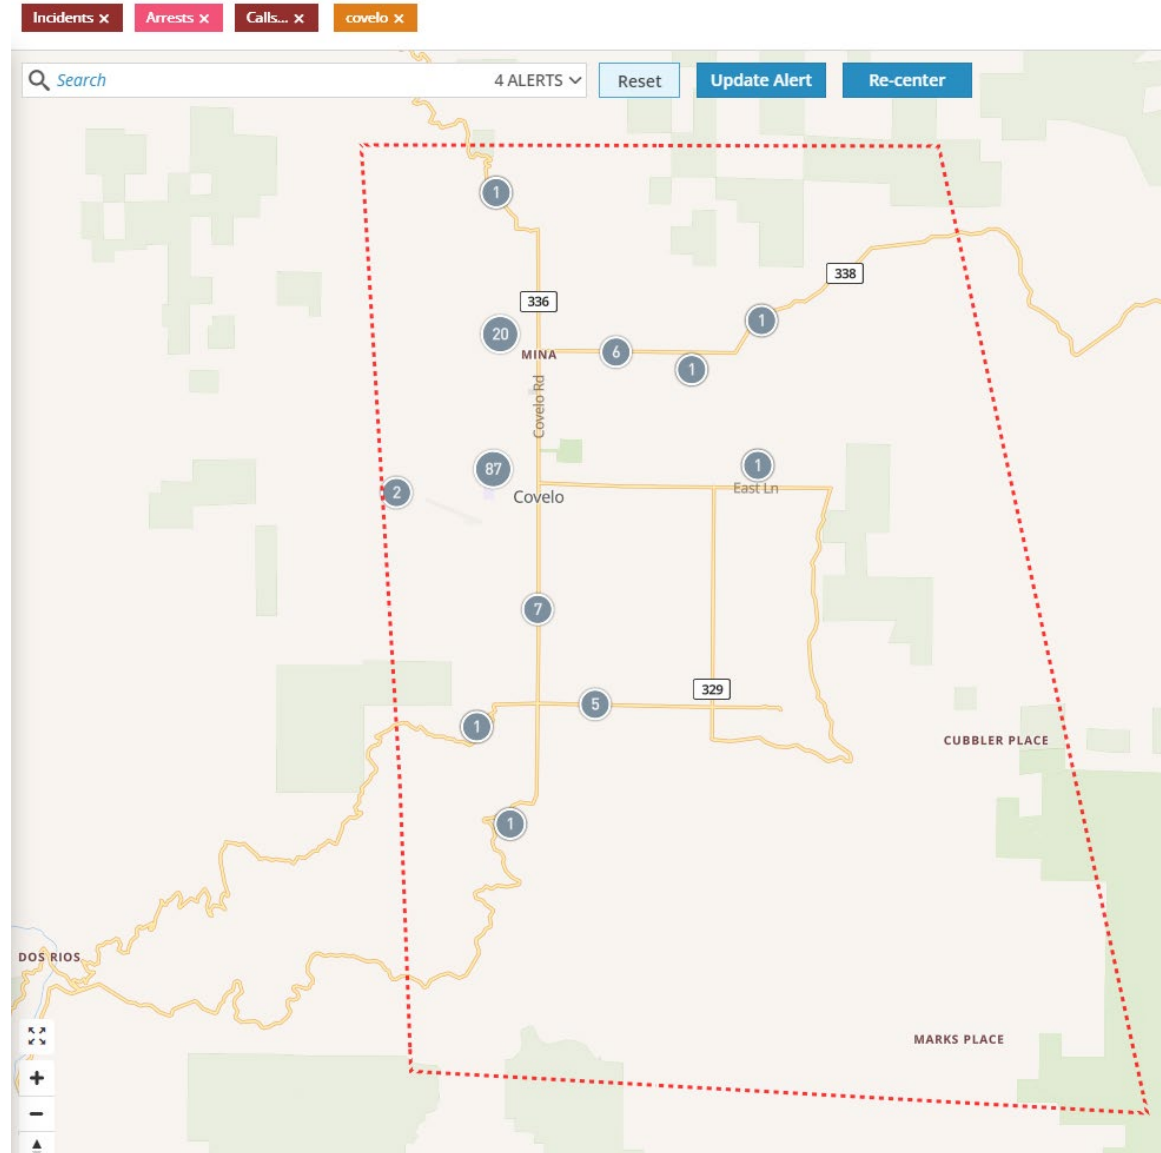 Incidents × Arrests × Calls... × covelo ×
Search 4 ALERTS Reset Update Alert Re-center
1
338
336
1
20
6
MINA
1
Covelo Rd
87
1
2
East Ln
Covelo
7
329
5
1
CUBBLER PLACE
1
DOS RIOS
MARKS PLACE
+
−